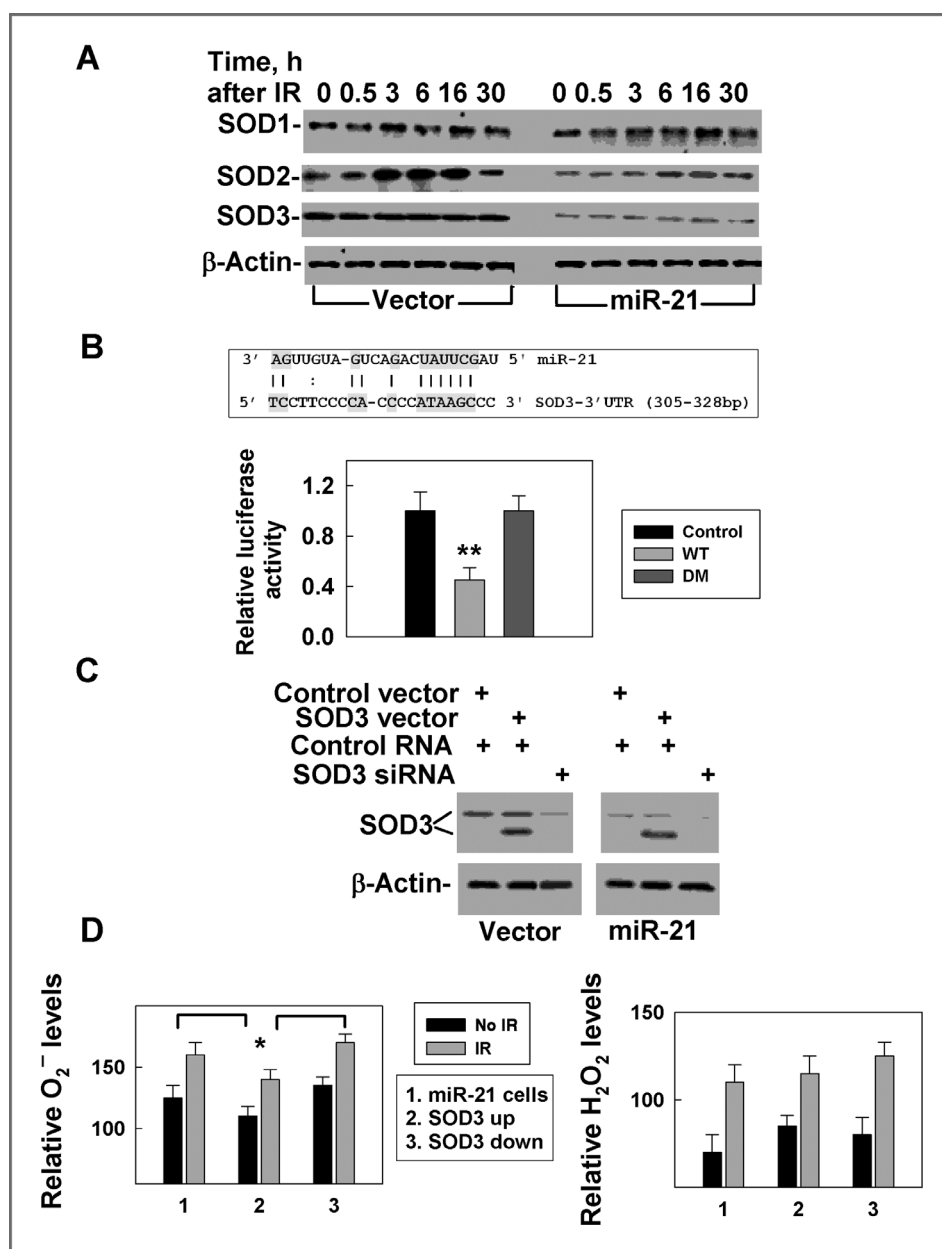 A
Time, h
after IR 0 0.5 3 6 16 30 0 0.5 3 6 16 30
SOD1-
SOD2-
SOD3-
β-Actin-
Vector miR-21
B
3' AGUUGUA-GUCAGACUAUUCGAU 5' miR-21
|| : || | ||||||
5' TCCTTCCCCA-CCCCATAAGCCC 3' SOD3-3'UTR (305-328bp)
Relative luciferase
activity
1.2
0.8
0.4
0.0
**
Control
WT
DM
C
Control vector + +
SOD3 vector + +
Control RNA + + + +
SOD3 siRNA + +
SOD3
β-Actin-
Vector miR-21
D
Relative O2− levels
150
100
*
1 2 3
No IR
IR
1. miR-21 cells
2. SOD3 up
3. SOD3 down
Relative H2O2 levels
150
100
1 2 3